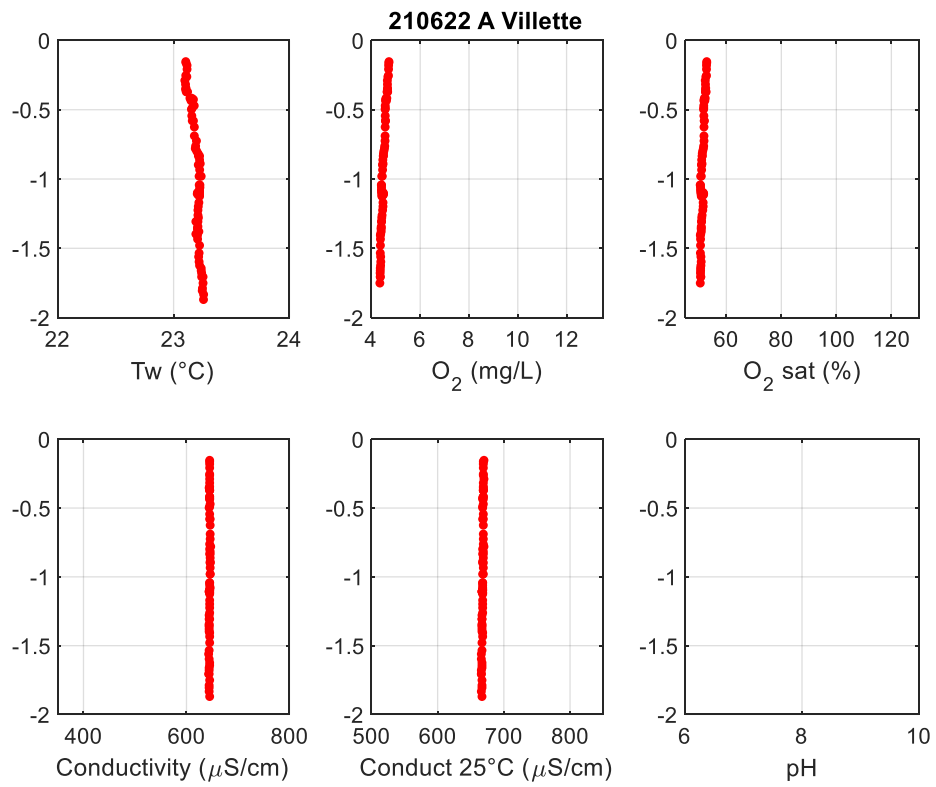 210622 A Villette
0
-0.5
-1
-1.5
-2
22 23 24
Tw (°C)
0
-0.5
-1
-1.5
-2
4 6 8 10 12
O2 (mg/L)
0
-0.5
-1
-1.5
-2
60 80 100 120
O2 sat (%)
0
-0.5
-1
-1.5
-2
400 600 800
Conductivity (μS/cm)
0
-0.5
-1
-1.5
-2
500 600 700 800
Conduct 25°C (μS/cm)
0
-0.5
-1
-1.5
-2
6 8 10
pH